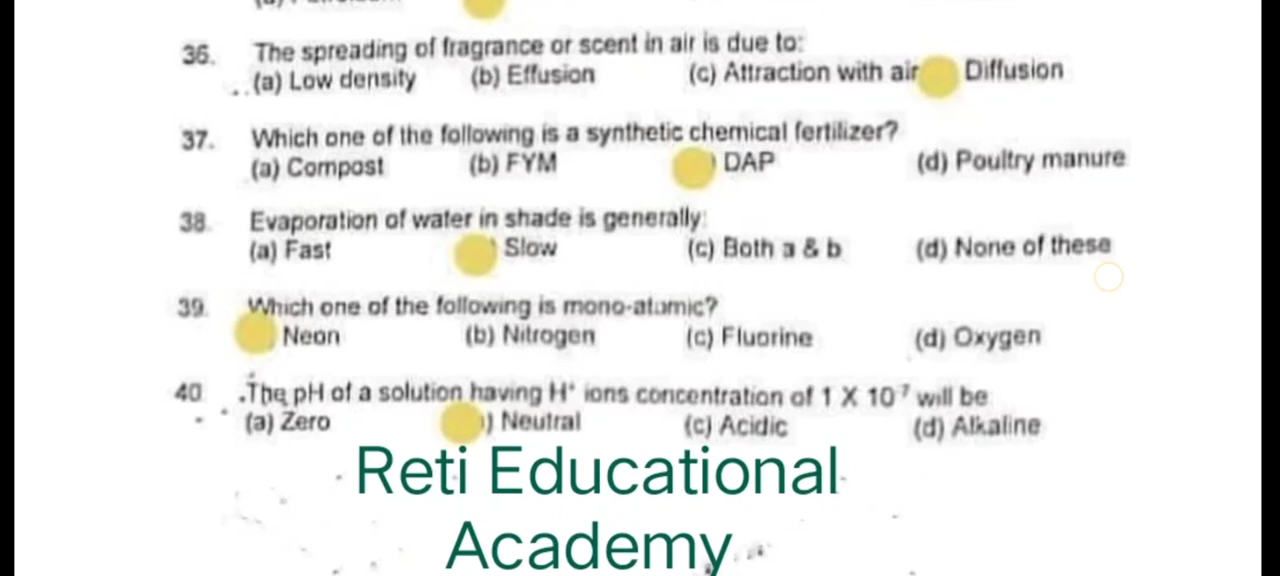 36. The spreading of fragrance or scent in air is due to:
(a) Low density (b) Effusion (c) Attraction with air Diffusion
37. Which one of the following is a synthetic chemical fertilizer?
(a) Compost (b) FYM ) DAP (d) Poultry manure
38. Evaporation of water in shade is generally:
(a) Fast Slow (c) Both a & b (d) None of these
39. Which one of the following is mono-atomic?
Neon (b) Nitrogen (c) Fluorine (d) Oxygen
40 .The pH of a solution having H⁺ ions concentration of 1 X 10⁻⁷ will be
(a) Zero ) Neutral (c) Acidic (d) Alkaline
Reti Educational
Academy